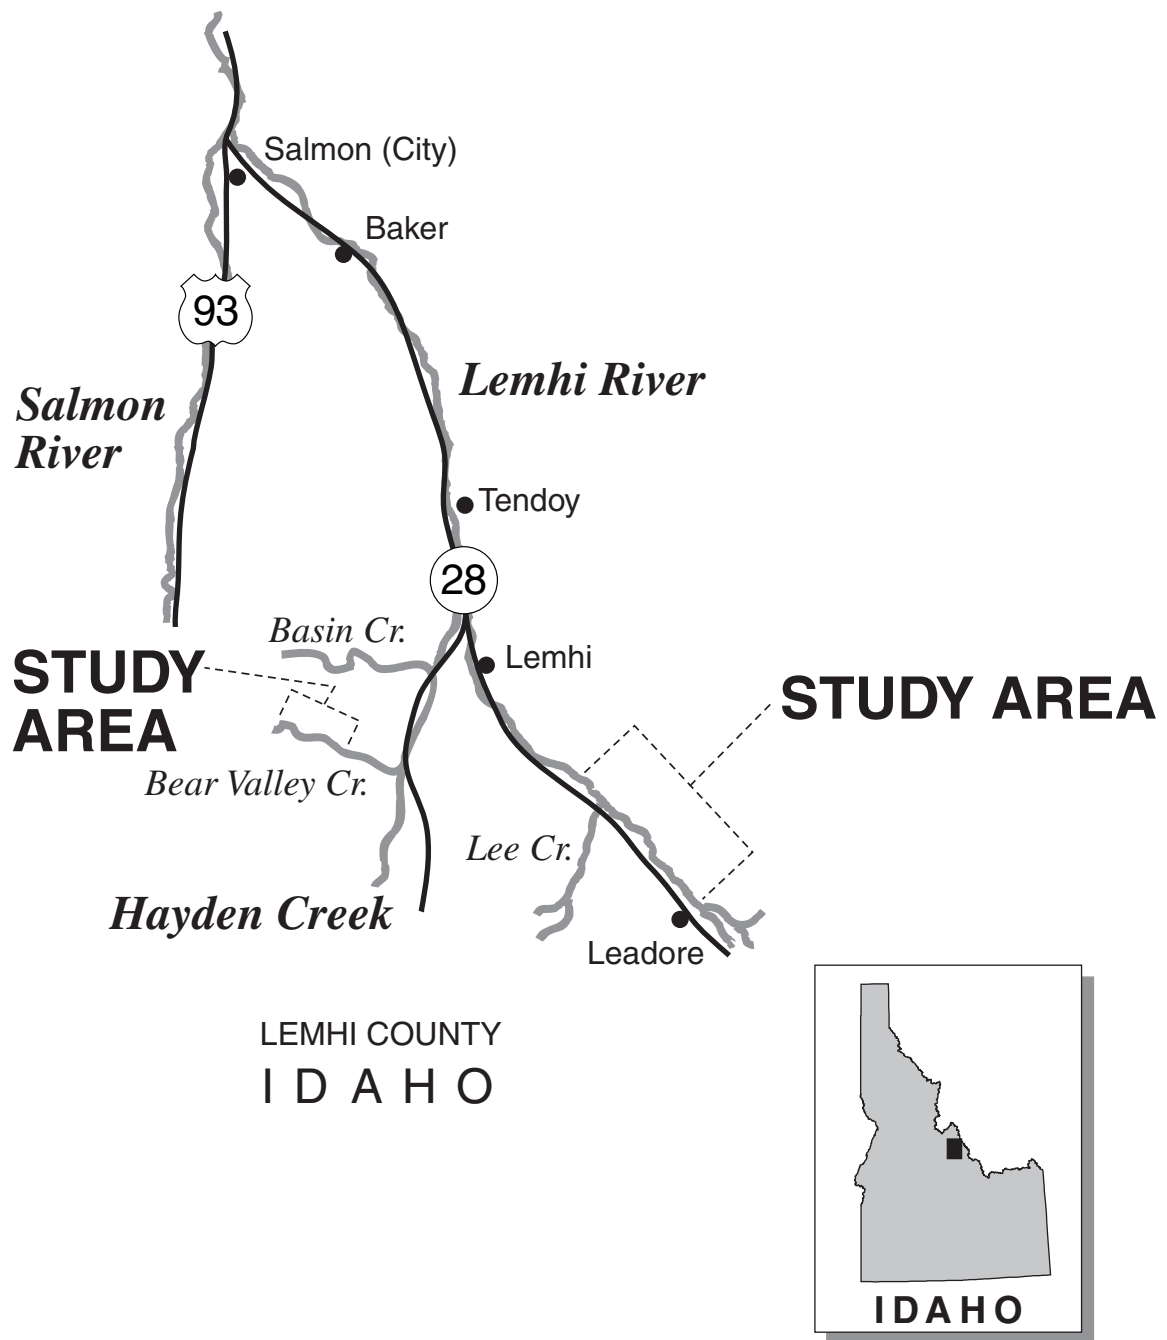 Salmon (City)
Baker
93
Lemhi River
Salmon
River
Tendoy
28
Basin Cr.
Lemhi
STUDY
AREA
STUDY AREA
Bear Valley Cr.
Lee Cr.
Hayden Creek
Leadore
LEMHI COUNTY
IDAHO
IDAHO